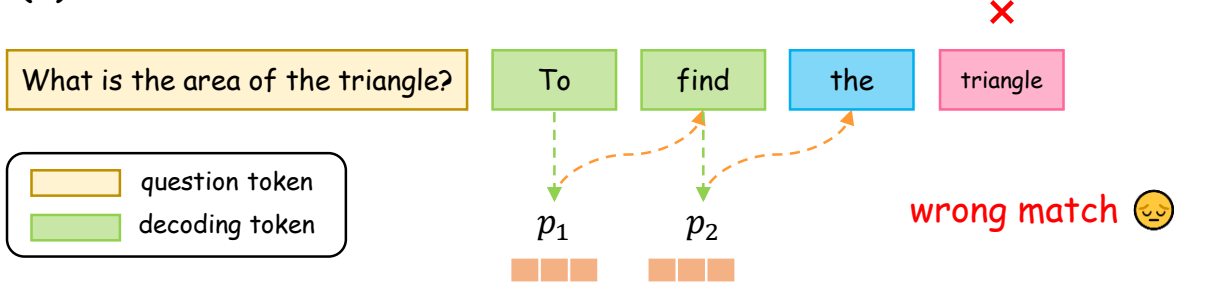 What is the area of the triangle? To find the triangle
question token
decoding token
p₁ p₂
wrong match